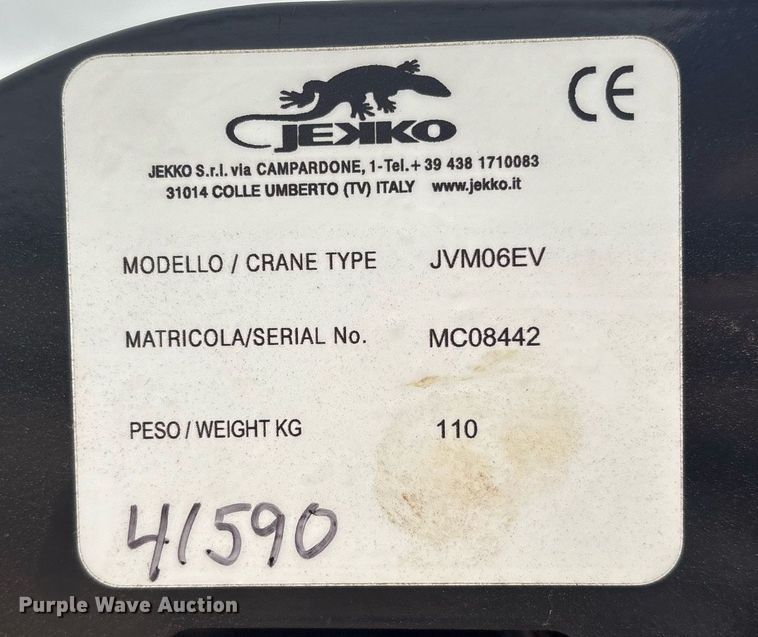 JEKKO
CE
JEKKO S.r.l. via CAMPARDONE, 1-Tel.+ 39 438 1710083
31014 COLLE UMBERTO (TV) ITALY www.jekko.it
MODELLO / CRANE TYPE JVM06EV
MATRICOLA/SERIAL No. MC08442
PESO / WEIGHT KG 110
41590
Purple Wave Auction